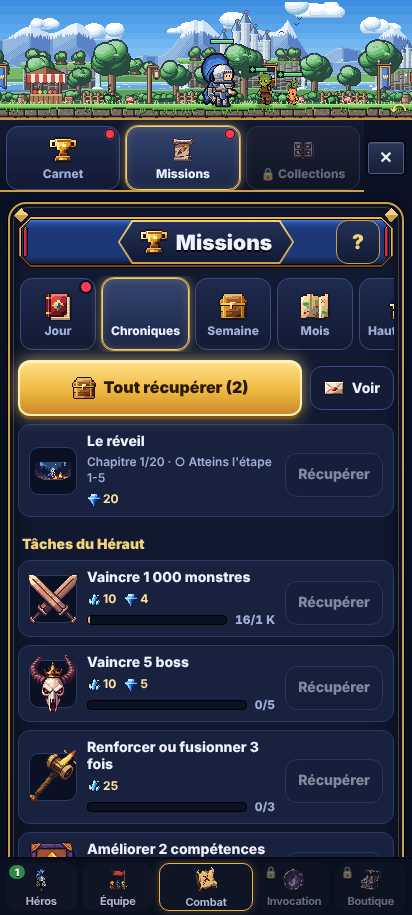 Carnet
Missions
Collections
✕
Missions
?
Jour
Chroniques
Semaine
Mois
Haut
Tout récupérer (2)
Voir
Le réveil
Chapitre 1/20 · ○ Atteins l'étape
1-5
20
Récupérer
Tâches du Héraut
Vaincre 1 000 monstres
10 4
16/1 K
Récupérer
Vaincre 5 boss
10 5
0/5
Récupérer
Renforcer ou fusionner 3
fois
25
0/3
Récupérer
Améliorer 2 compétences
1
Héros
Équipe
Combat
Invocation
Boutique